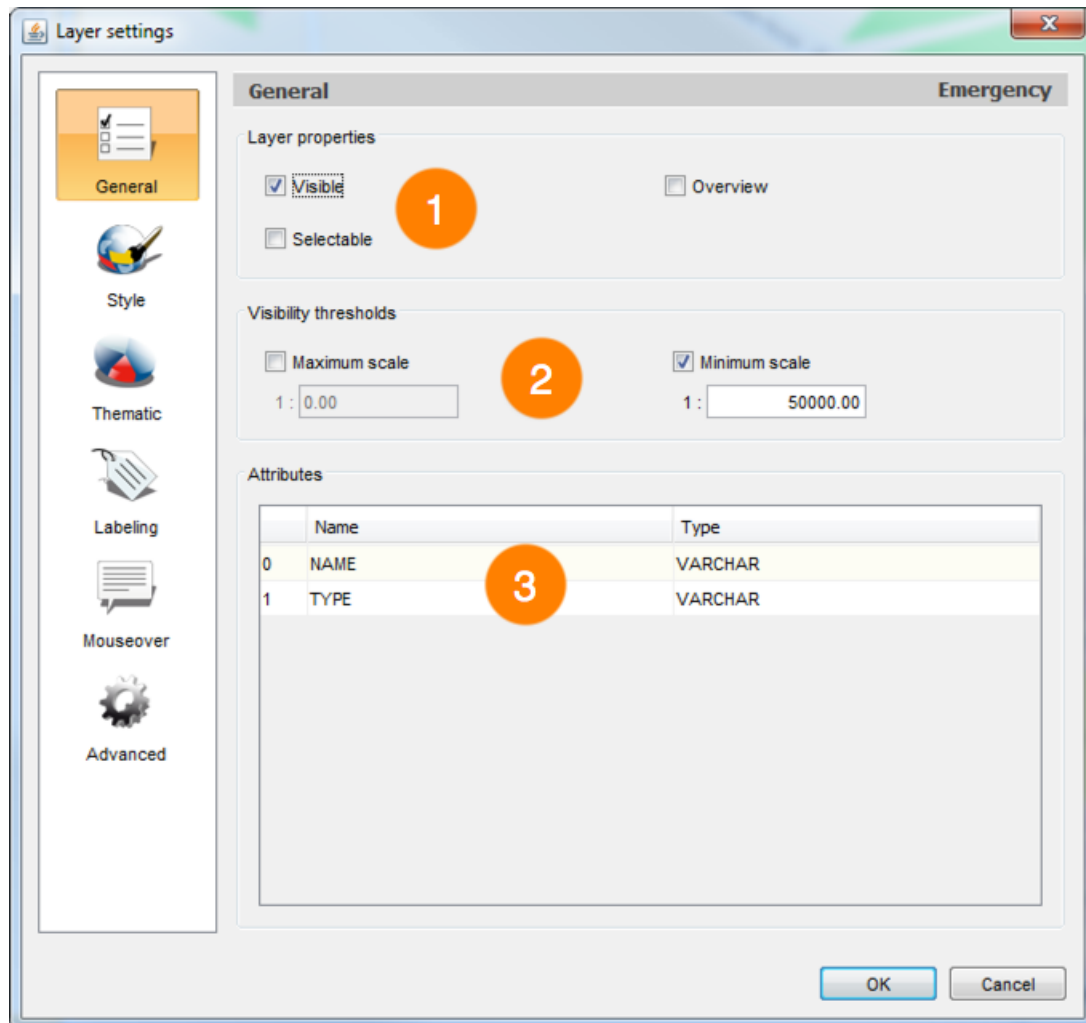 Layer settings
General
Style
Thematic
Labeling
Mouseover
Advanced
General Emergency
Layer properties
Visible Overview
1
Selectable
Visibility thresholds
Maximum scale Minimum scale
2
1 : 0.00 1 : 50000.00
Attributes
Name Type
0 NAME VARCHAR
3
1 TYPE VARCHAR
OK Cancel